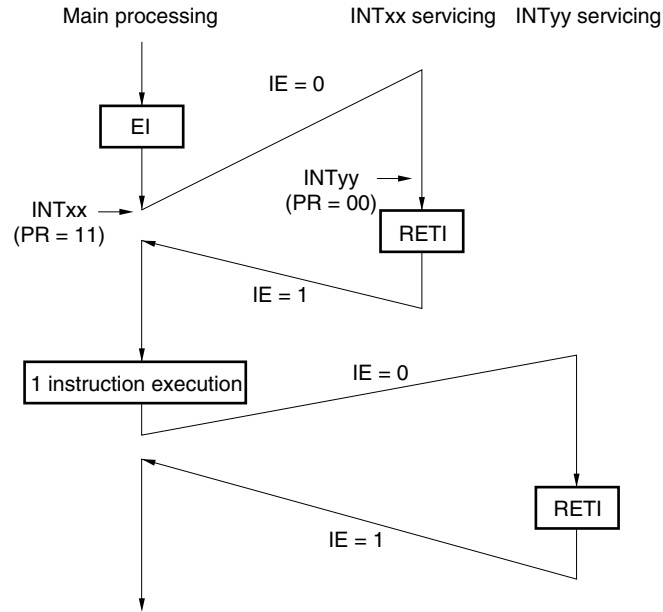 Main processing
INTxx servicing
INTyy servicing
IE = 0
EI
INTyy
(PR = 00)
INTxx
(PR = 11)
RETI
IE = 1
1 instruction execution
IE = 0
RETI
IE = 1